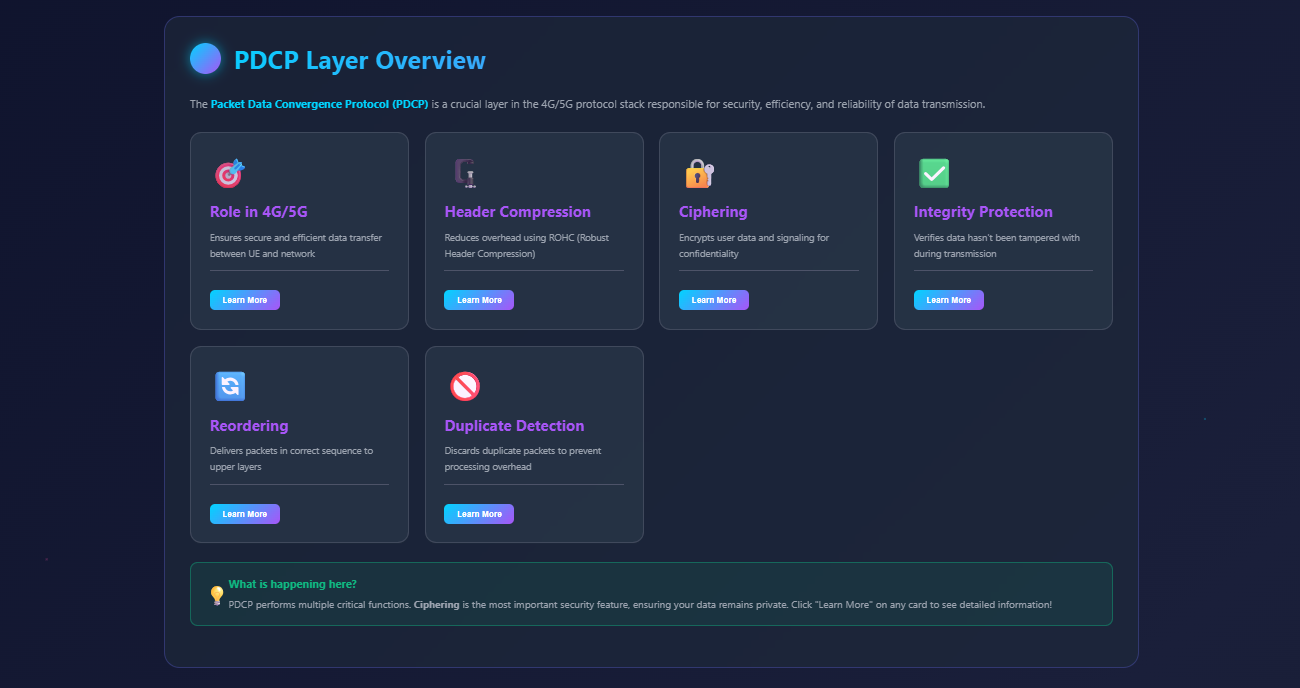 PDCP Layer Overview
The Packet Data Convergence Protocol (PDCP) is a crucial layer in the 4G/5G protocol stack responsible for security, efficiency, and reliability of data transmission.
Role in 4G/5G
Ensures secure and efficient data transfer
between UE and network
Learn More
Header Compression
Reduces overhead using ROHC (Robust
Header Compression)
Learn More
Ciphering
Encrypts user data and signaling for
confidentiality
Learn More
Integrity Protection
Verifies data hasn't been tampered with
during transmission
Learn More
Reordering
Delivers packets in correct sequence to
upper layers
Learn More
Duplicate Detection
Discards duplicate packets to prevent
processing overhead
Learn More
What is happening here?
PDCP performs multiple critical functions. Ciphering is the most important security feature, ensuring your data remains private. Click "Learn More" on any card to see detailed information!